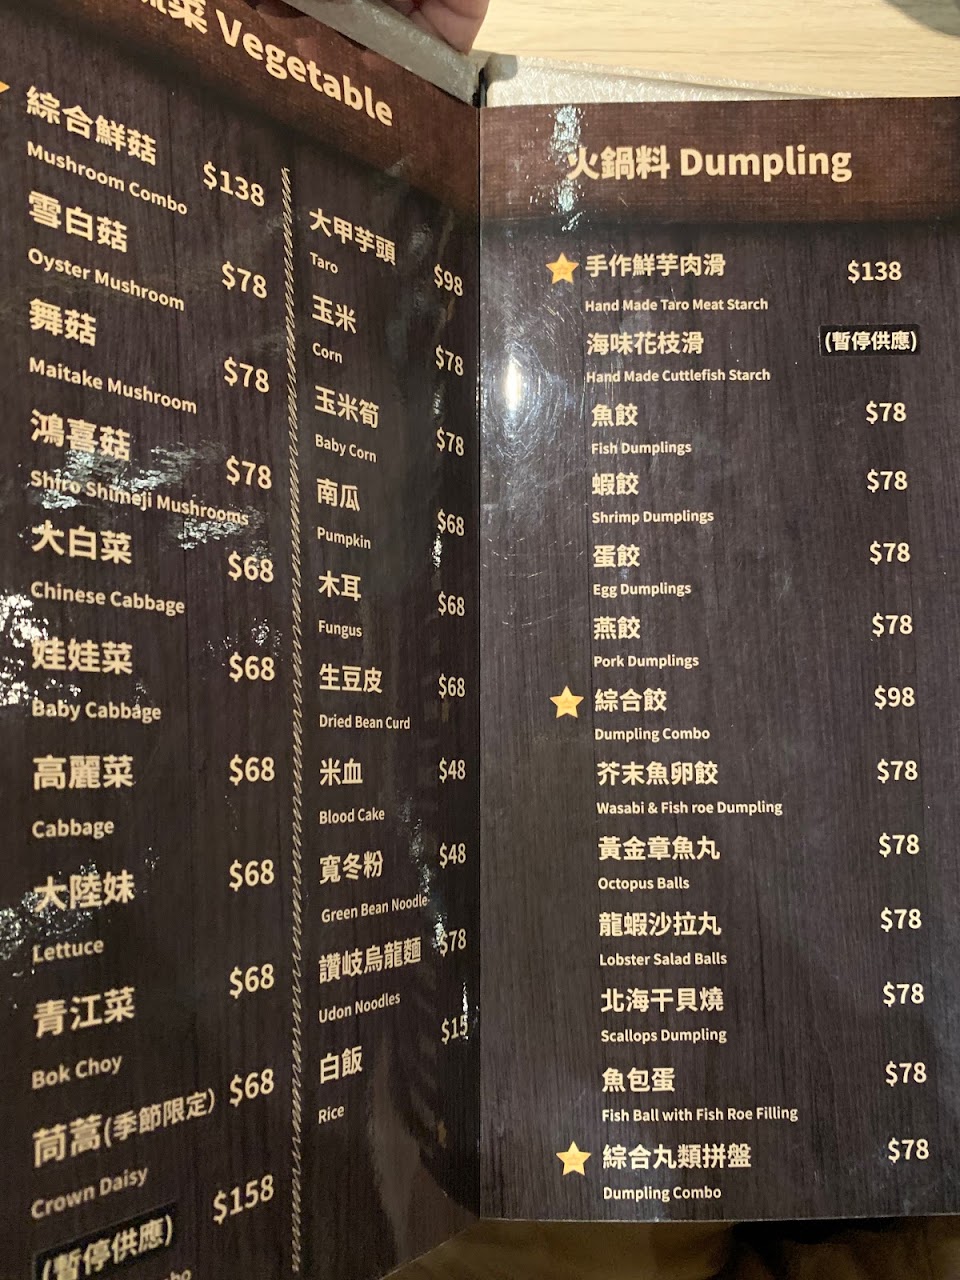 菜 Vegetable
綜合鮮菇 $138
Mushroom Combo
雪白菇 $78
Oyster Mushroom
舞菇 $78
Maitake Mushroom
鴻喜菇 $78
Shiro Shimeji Mushrooms
大白菜 $68
Chinese Cabbage
娃娃菜 $68
Baby Cabbage
高麗菜 $68
Cabbage
大陸妹 $68
Lettuce
青江菜 $68
Bok Choy
茼蒿(季節限定) $68
Crown Daisy
(暫停供應) $158
大甲芋頭 $98
Taro
玉米 $78
Corn
玉米筍 $78
Baby Corn
南瓜 $68
Pumpkin
木耳 $68
Fungus
生豆皮 $68
Dried Bean Curd
米血 $48
Blood Cake
寬冬粉 $48
Green Bean Noodle
讚岐烏龍麵 $78
Udon Noodles
白飯 $15
Rice
火鍋料 Dumpling
手作鮮芋肉滑 $138
Hand Made Taro Meat Starch
海味花枝滑 (暫停供應)
Hand Made Cuttlefish Starch
魚餃 $78
Fish Dumplings
蝦餃 $78
Shrimp Dumplings
蛋餃 $78
Egg Dumplings
燕餃 $78
Pork Dumplings
綜合餃 $98
Dumpling Combo
芥末魚卵餃 $78
Wasabi & Fish roe Dumpling
黃金章魚丸 $78
Octopus Balls
龍蝦沙拉丸 $78
Lobster Salad Balls
北海干貝燒 $78
Scallops Dumpling
魚包蛋 $78
Fish Ball with Fish Roe Filling
綜合丸類拼盤 $78
Dumpling Combo